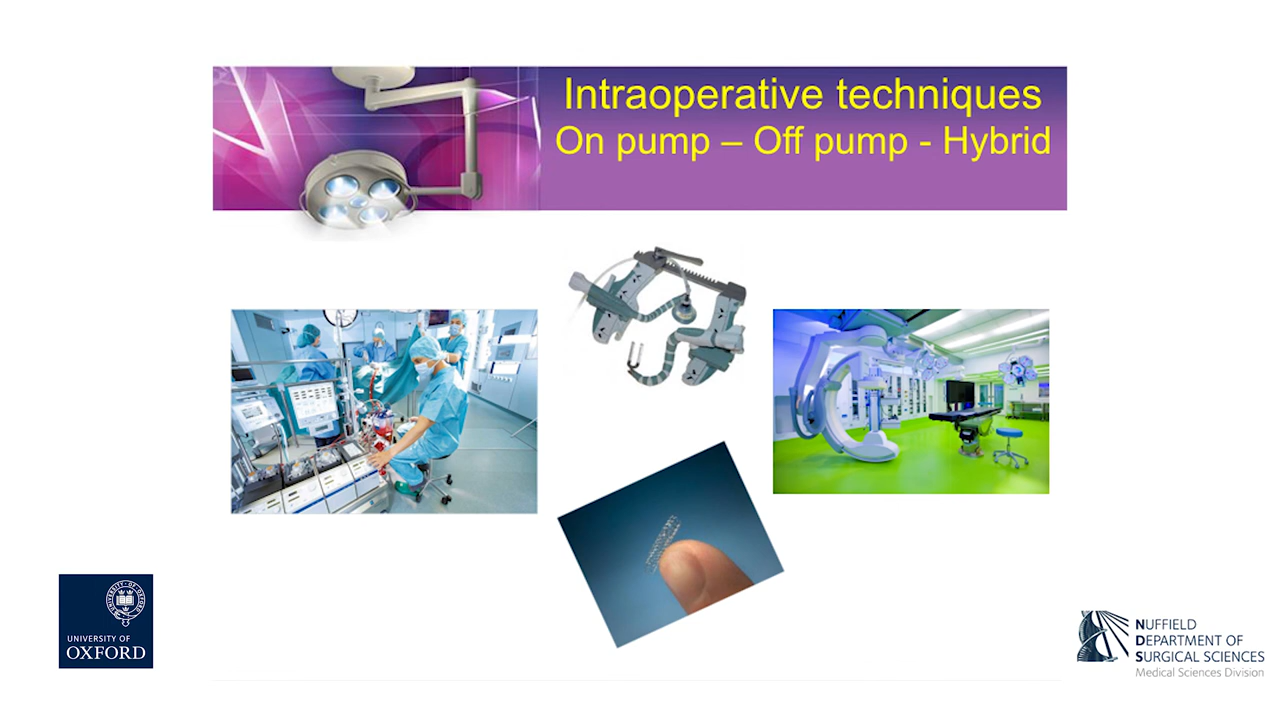 Intraoperative techniques
On pump – Off pump - Hybrid
UNIVERSITY OF
OXFORD
NUFFIELD
DEPARTMENT OF
SURGICAL SCIENCES
Medical Sciences Division